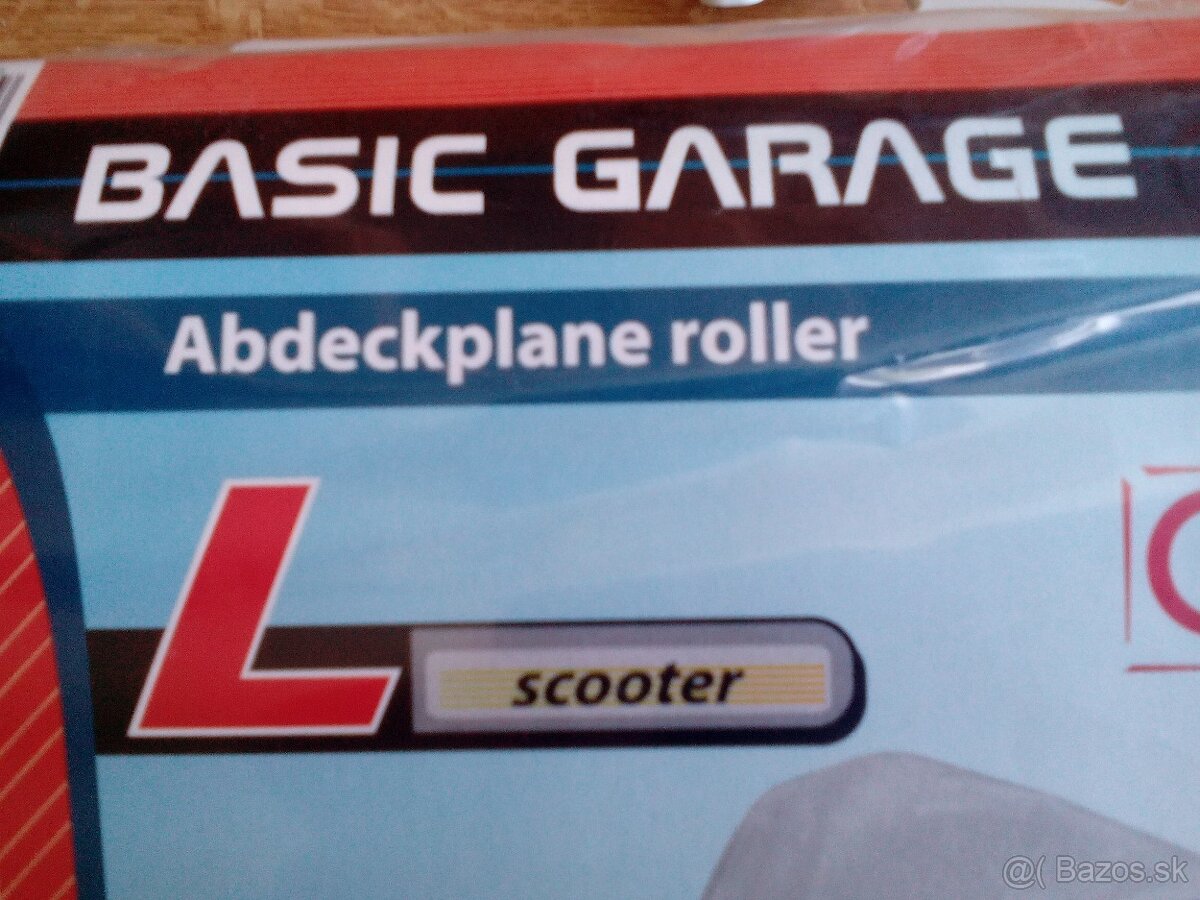 BASIC GARAGE
Abdeckplane roller
L
scooter
@( Bazos.sk